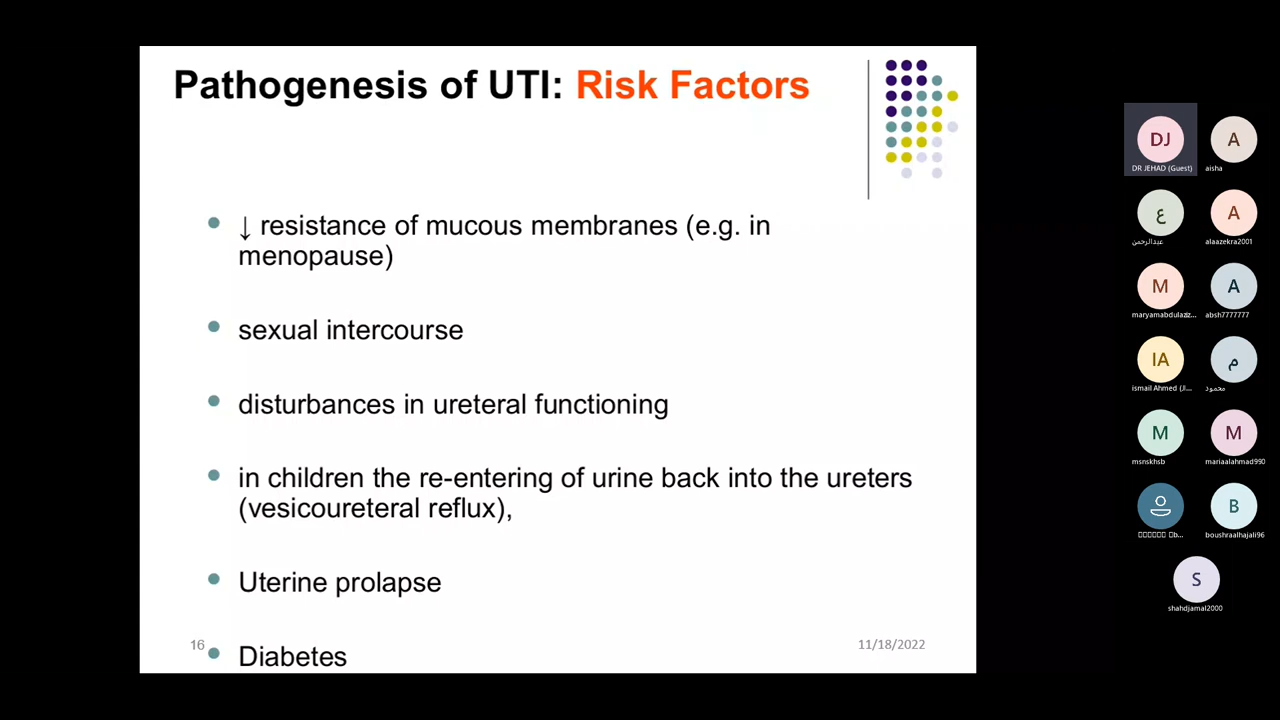 Pathogenesis of UTI: Risk Factors
↓ resistance of mucous membranes (e.g. in
menopause)
sexual intercourse
disturbances in ureteral functioning
in children the re-entering of urine back into the ureters
(vesicoureteral reflux),
Uterine prolapse
Diabetes
16
11/18/2022
DJ
DR JEHAD (Guest)
A
aisha
ع
عبدالرحمن
A
alaazekra2001
M
maryamabdulaziz...
A
absh7777777
IA
ismail Ahmed (JI...
م
محمود
M
msnskhsb
M
mariaalahmad990
B
boushraalhajali96
S
shahdjamal2000